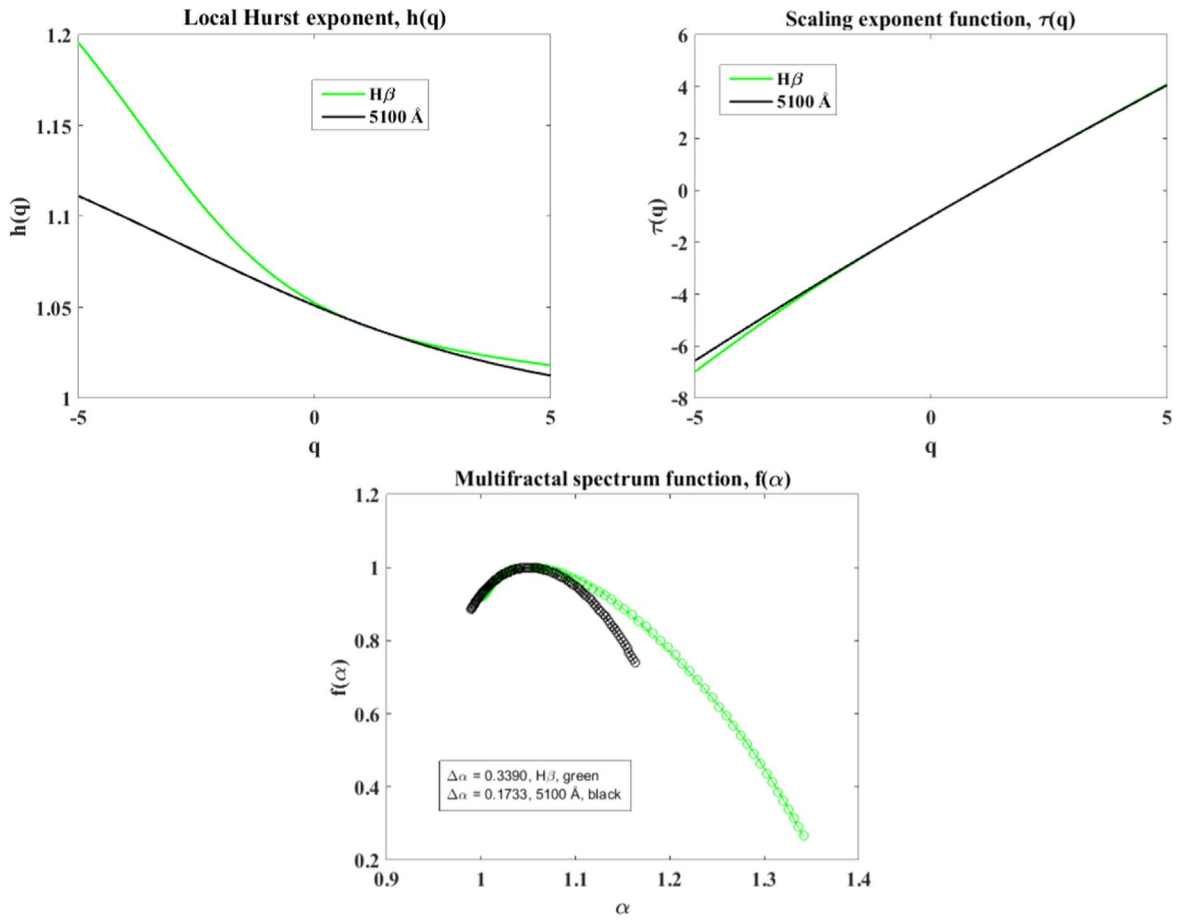 Local Hurst exponent, h(q)
h(q)
1.2
1.15
1.1
1.05
1
-5
0
5
q
Hβ
5100 Å
Scaling exponent function, τ(q)
τ(q)
6
4
2
0
-2
-4
-6
-8
-5
0
5
q
Hβ
5100 Å
Multifractal spectrum function, f(α)
f(α)
1.2
1
0.8
0.6
0.4
0.2
0.9
1
1.1
1.2
1.3
1.4
α
Δα = 0.3390, Hβ, green
Δα = 0.1733, 5100 Å, black